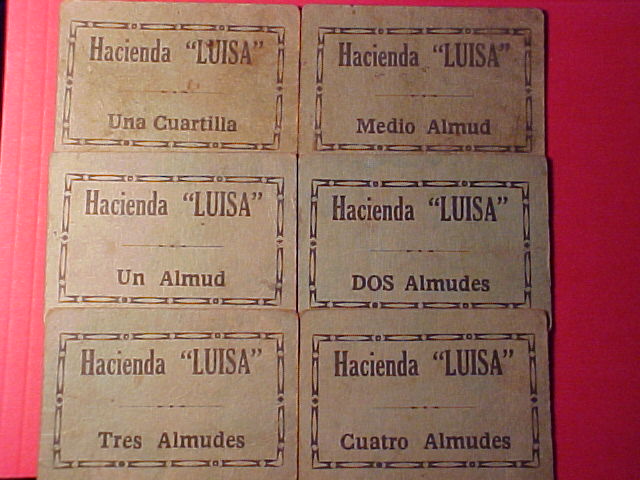 Hacienda "LUISA"
Una Cuartilla
Hacienda "LUISA"
Medio Almud
Hacienda "LUISA"
Un Almud
Hacienda "LUISA"
DOS Almudes
Hacienda "LUISA"
Tres Almudes
Hacienda "LUISA"
Cuatro Almudes